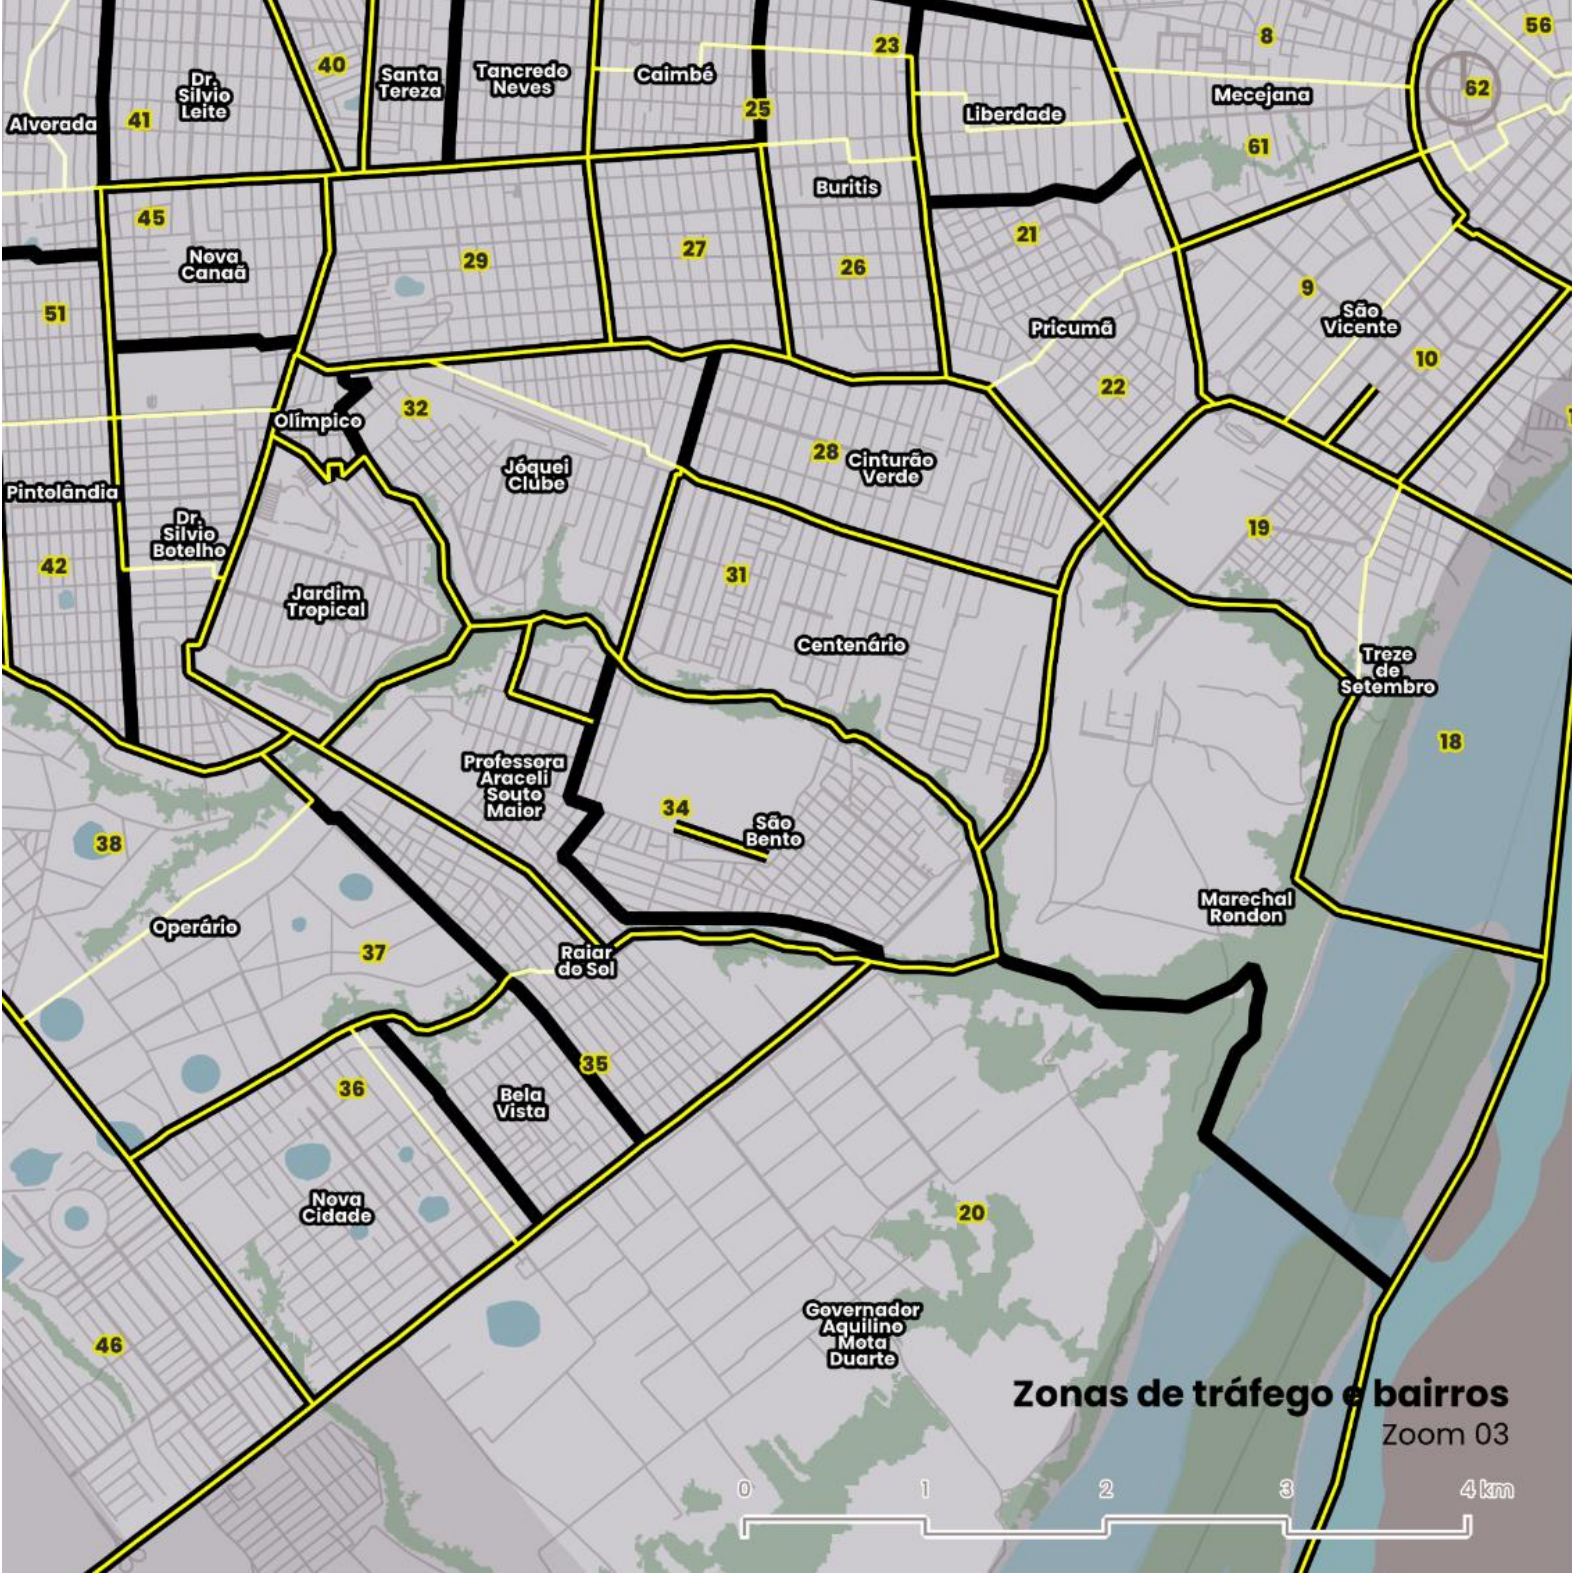 56
8
23
40
Santa
Tereza
Tancredo
Neves
Caimbé
Dr.
Silvio
Leite
62
Mecejana
25
Liberdade
41
Alvorada
61
Buritis
45
21
27
29
26
Nova
Canaã
9
51
São
Vicente
Pricumã
10
22
32
Olímpico
28
Cinturão
Verde
Jóquei
Clube
Pintolândia
Dr.
Silvio
Botelho
19
42
31
Jardim
Tropical
Centenário
Treze
de
Setembro
18
Professora
Araceli
Souto
Maior
34
São
Bento
38
Marechal
Rondon
Operário
37
Raiar
do Sol
35
36
Bela
Vista
Nova
Cidade
20
46
Governador
Aquilino
Mota
Duarte
Zonas de tráfego e bairros
Zoom 03
0 1 2 3 4 km